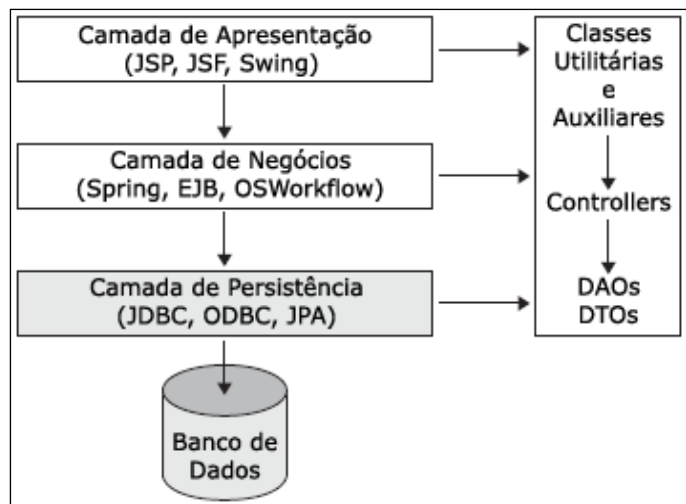 Camada de Apresentação
(JSP, JSF, Swing)
Camada de Negócios
(Spring, EJB, OSWorkflow)
Camada de Persistência
(JDBC, ODBC, JPA)
Banco de
Dados
Classes
Utilitárias
e
Auxiliares
Controllers
DAOs
DTOs